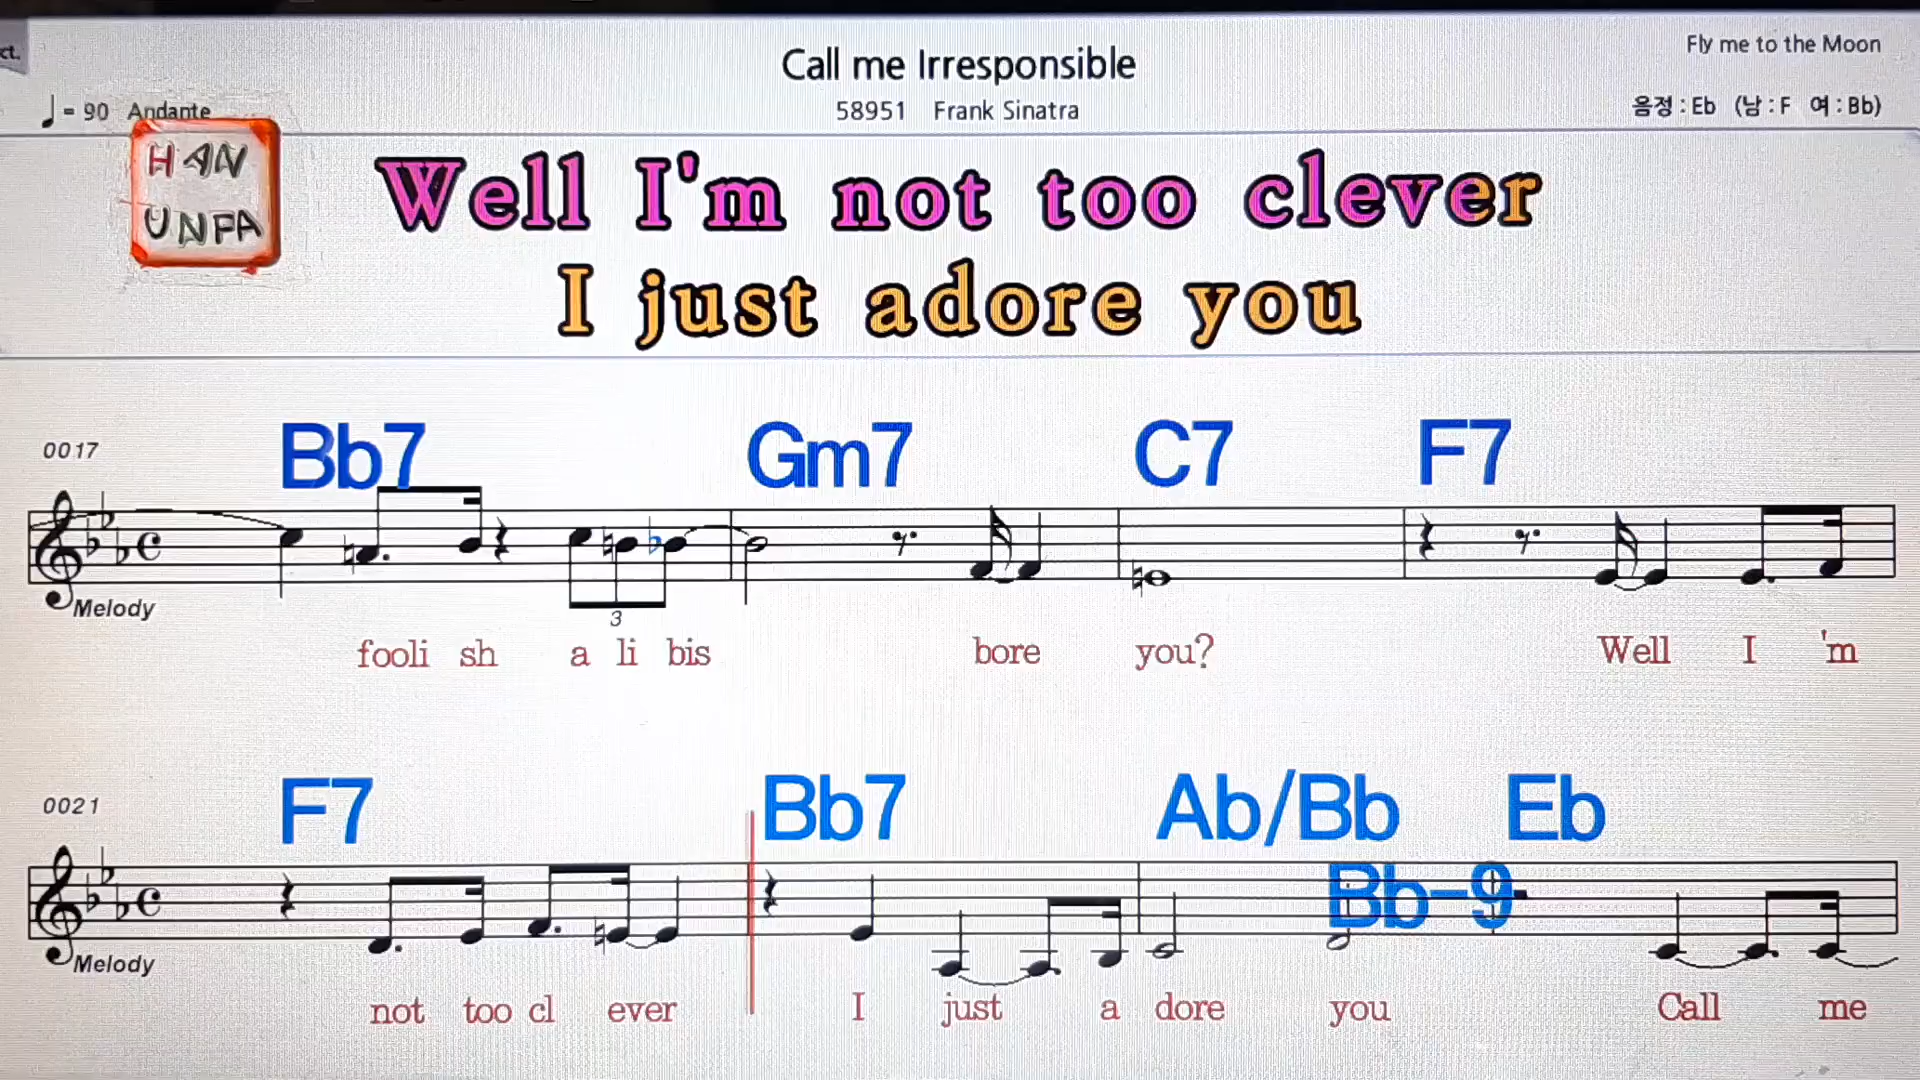 ct.
Call me Irresponsible
Fly me to the Moon
♩= 90 Andante
58951 Frank Sinatra
음정 : Eb (남 : F 여 : Bb)
HAN
UNFA
Well I'm not too clever
I just adore you
0017
Bb7 Gm7 C7 F7
Melody
3
fooli sh a li bis bore you? Well I 'm
0021
F7 Bb7 Ab/Bb Eb
Bb-9
Melody
not too cl ever I just a dore you Call me